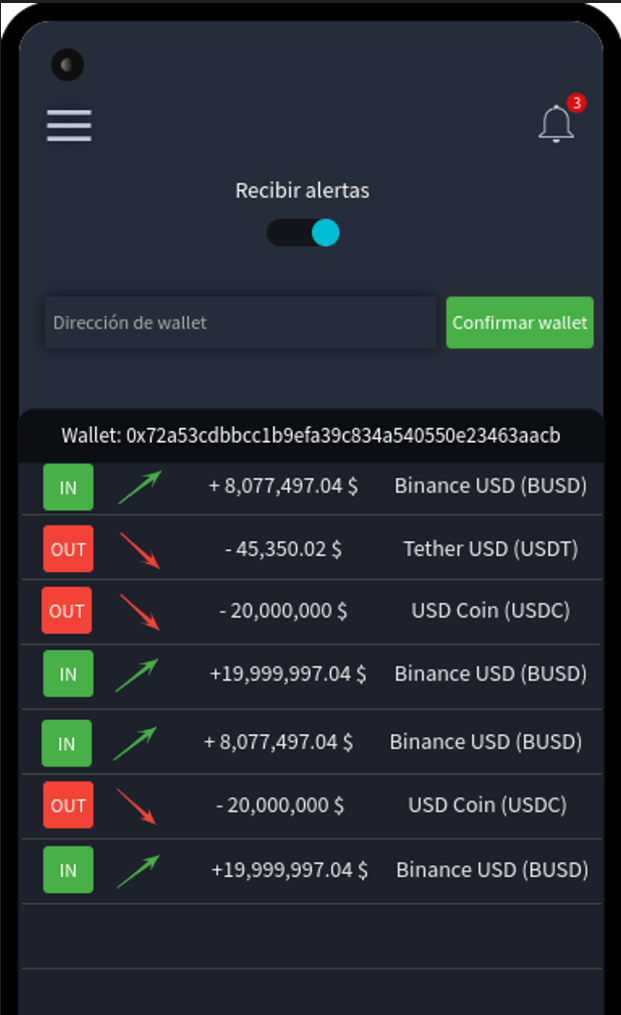 3
Recibir alertas
Dirección de wallet
Confirmar wallet
Wallet: 0x72a53cdbbcc1b9efa39c834a540550e23463aacb
IN + 8,077,497.04 $ Binance USD (BUSD)
OUT - 45,350.02 $ Tether USD (USDT)
OUT - 20,000,000 $ USD Coin (USDC)
IN +19,999,997.04 $ Binance USD (BUSD)
IN + 8,077,497.04 $ Binance USD (BUSD)
OUT - 20,000,000 $ USD Coin (USDC)
IN +19,999,997.04 $ Binance USD (BUSD)